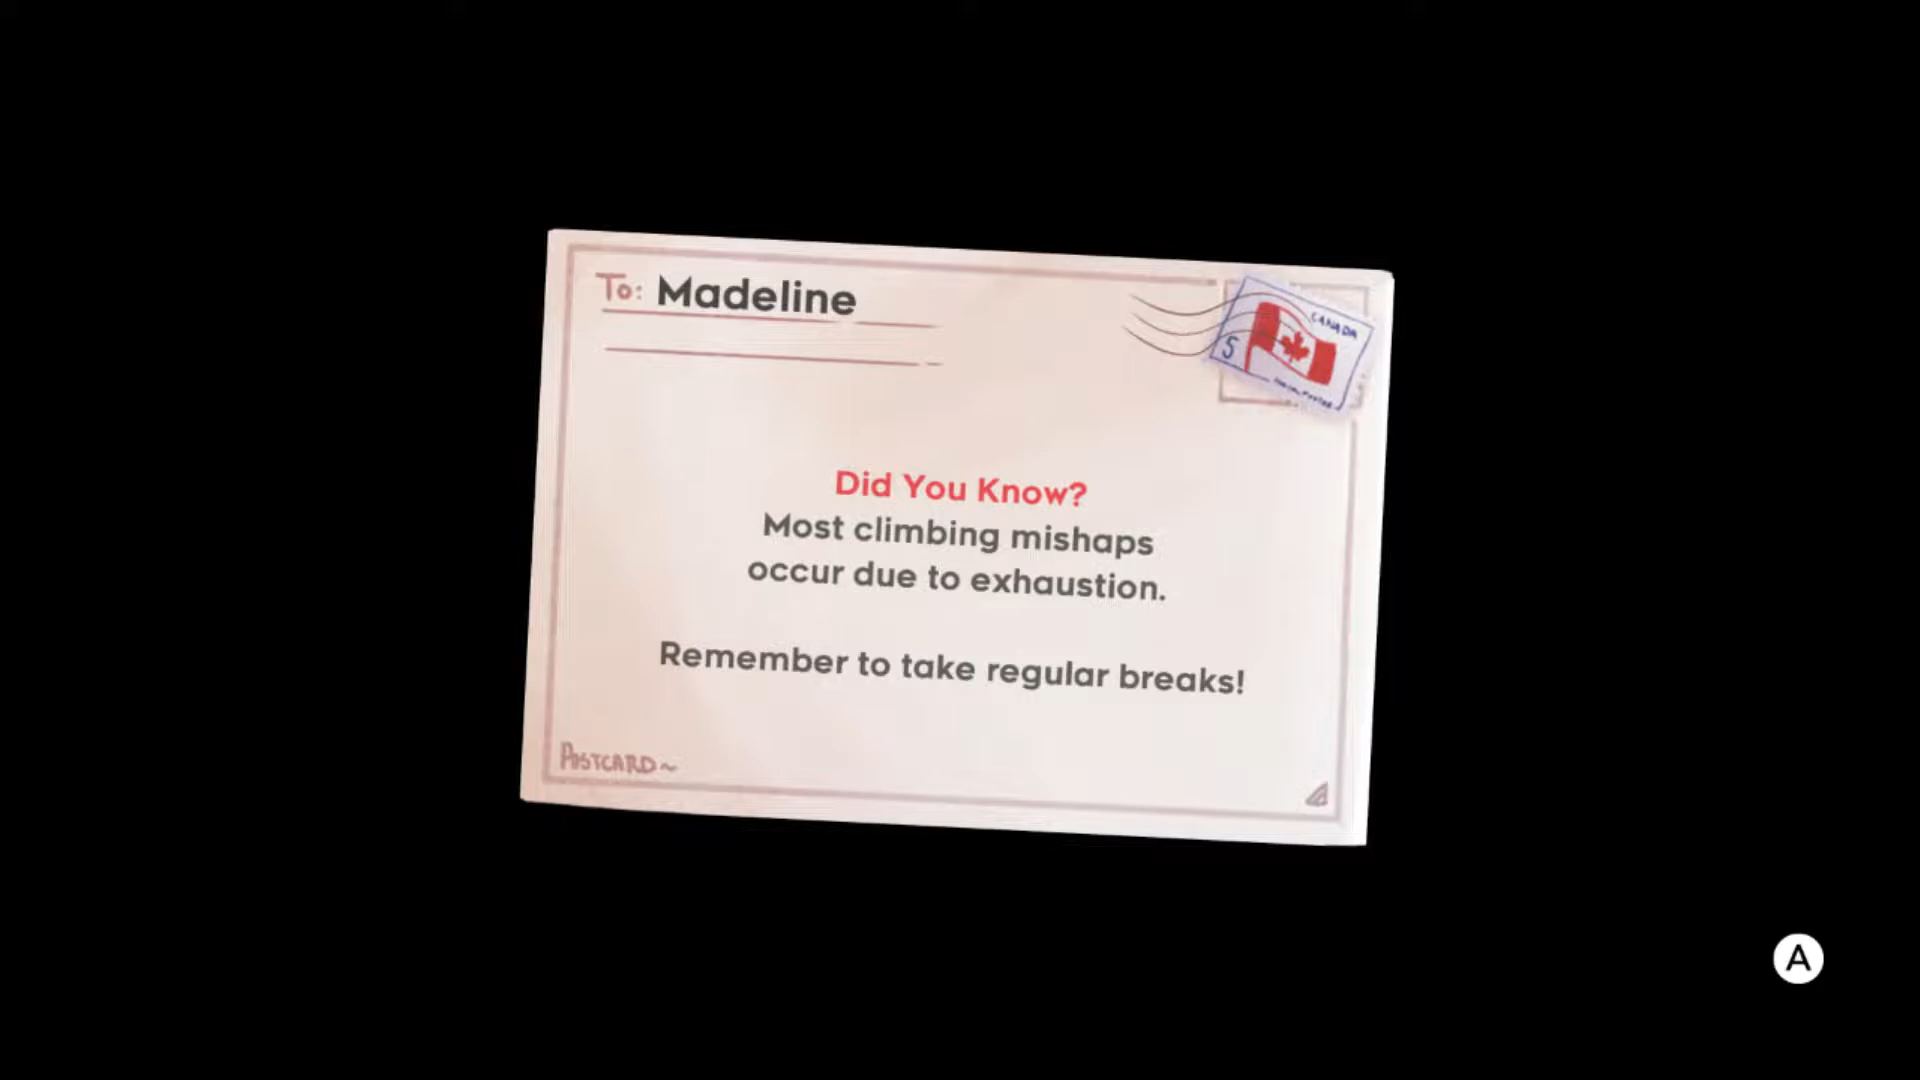 To: Madeline
CANADA
5
Did You Know?
Most climbing mishaps
occur due to exhaustion.
Remember to take regular breaks!
POSTCARD~
A